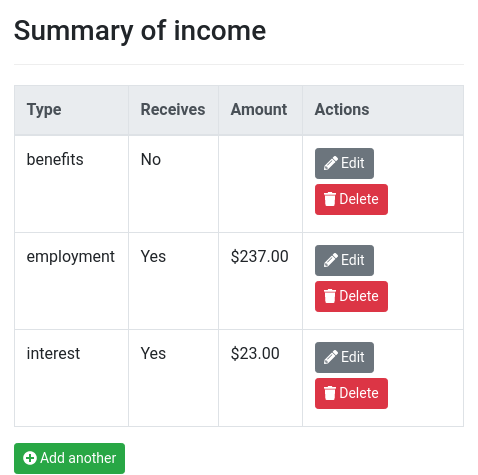 Summary of income
Type Receives Amount Actions
benefits No Edit
Delete
employment Yes $237.00 Edit
Delete
interest Yes $23.00 Edit
Delete
Add another